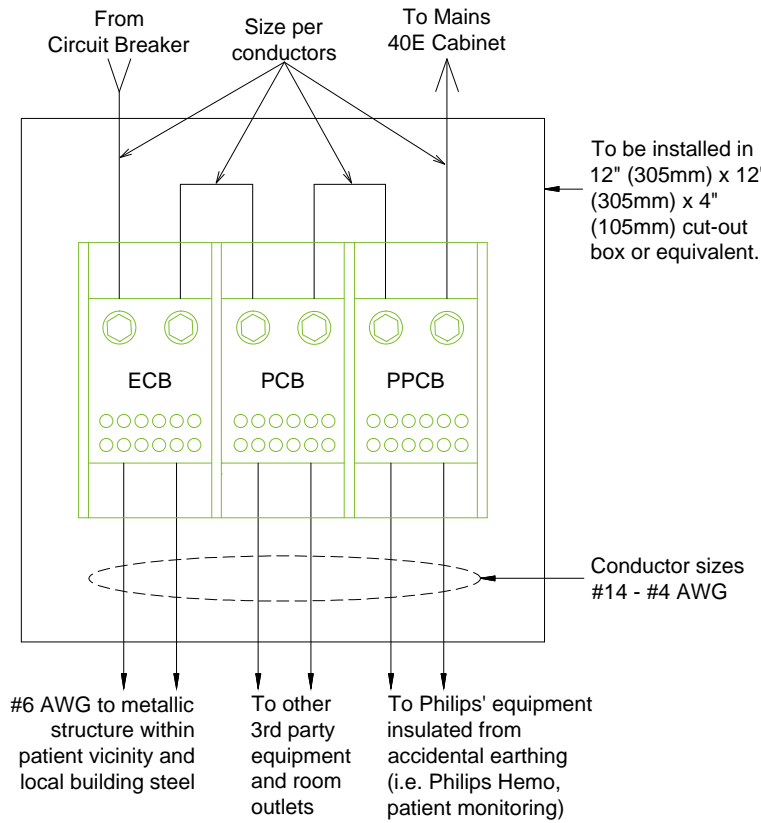 From
Circuit Breaker
Size per
conductors
To Mains
40E Cabinet
To be installed in
12" (305mm) x 12"
(305mm) x 4"
(105mm) cut-out
box or equivalent.
ECB
PCB
PPCB
Conductor sizes
#14 - #4 AWG
#6 AWG to metallic
structure within
patient vicinity and
local building steel
To other
3rd party
equipment
and room
outlets
To Philips' equipment
insulated from
accidental earthing
(i.e. Philips Hemo,
patient monitoring)